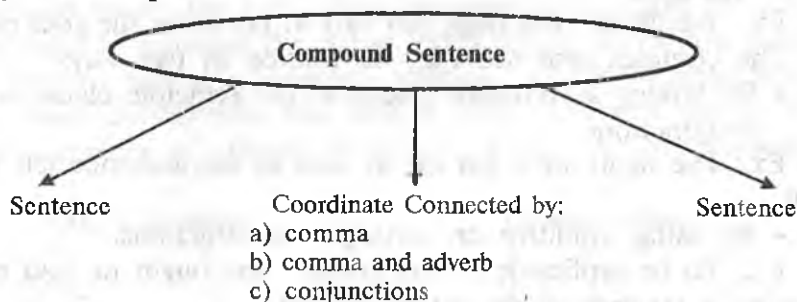 Compound Sentence
Sentence
Coordinate Connected by:
Sentence
a) comma
b) comma and adverb
c) conjunctions